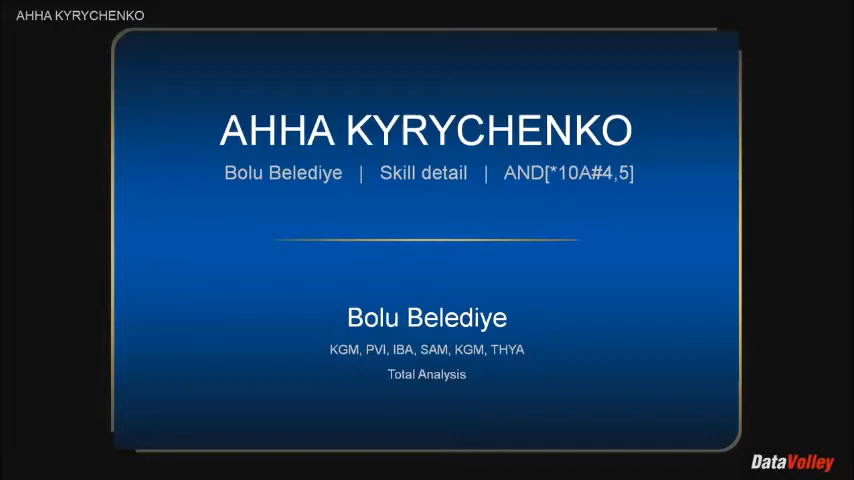 AHHA KYRYCHENKO
AHHA KYRYCHENKO
Bolu Belediye | Skill detail | AND[*10A#4,5]
Bolu Belediye
KGM, PVI, IBA, SAM, KGM, THYA
Total Analysis
DataVolley